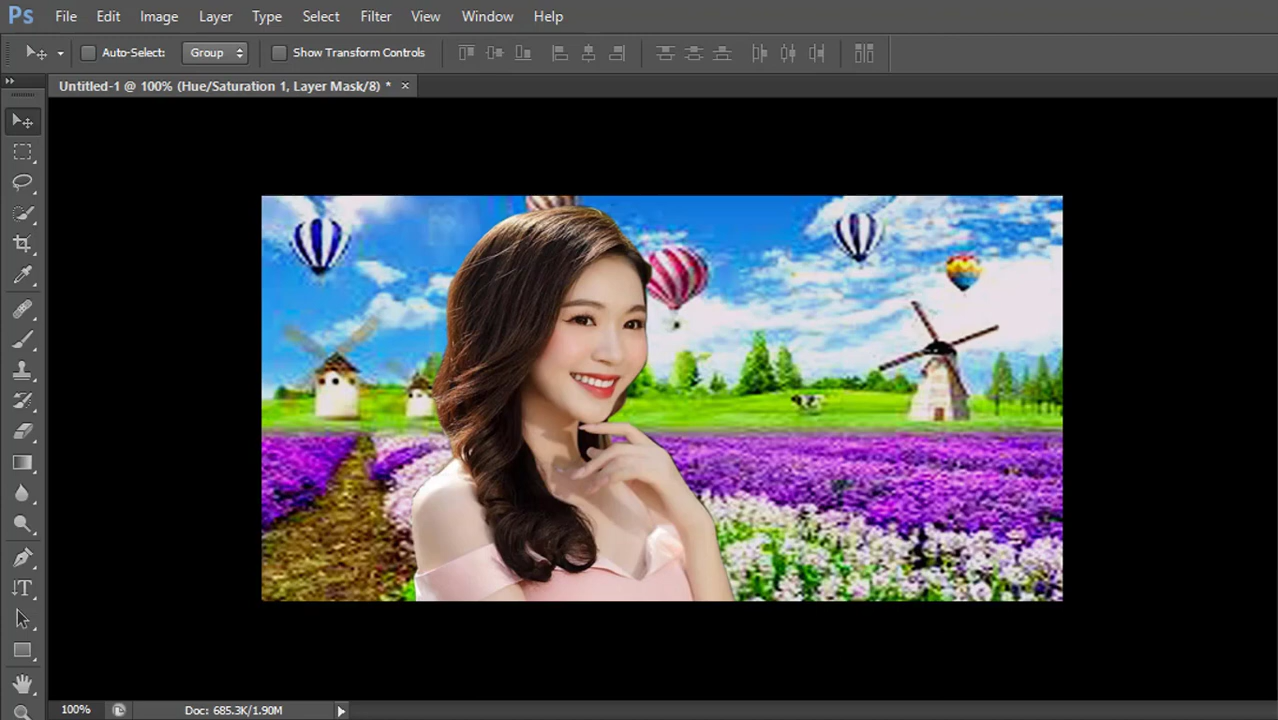 Ps File Edit Image Layer Type Select Filter View Window Help
Auto-Select: Group Show Transform Controls
Untitled-1 @ 100% (Hue/Saturation 1, Layer Mask/8) * ×
T
100% Doc: 685.3K/1.90M